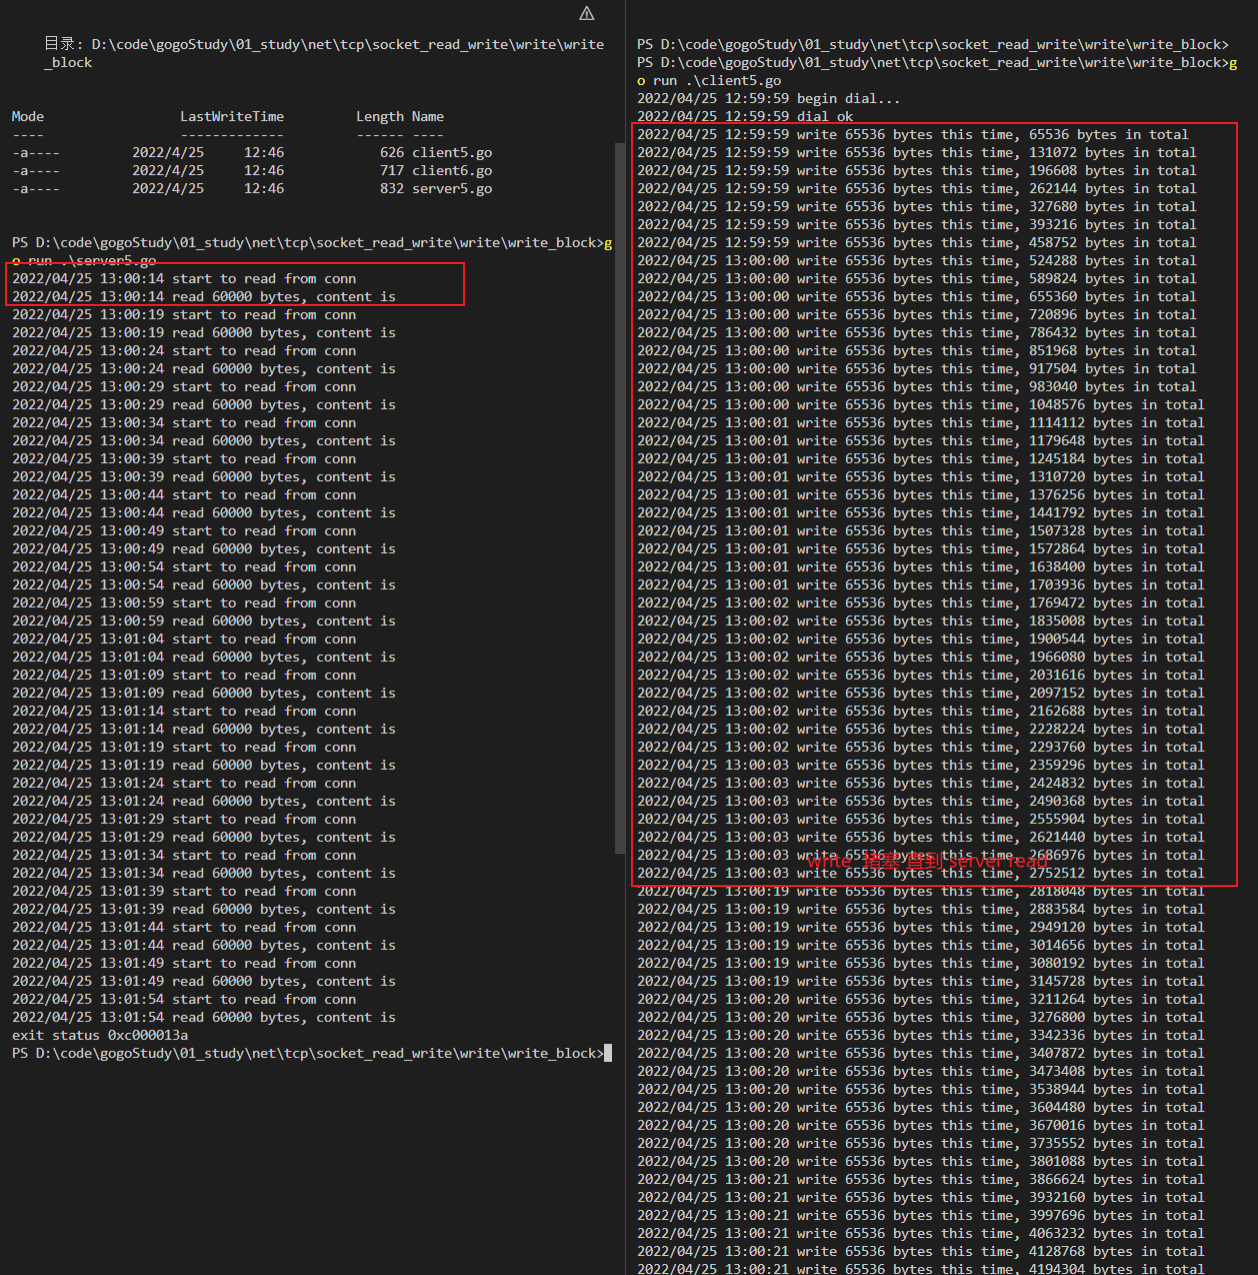 目录: D:\code\gogoStudy\01_study\net\tcp\socket_read_write\write\write
_block
Mode LastWriteTime Length Name
---- ------------- ------ ----
-a---- 2022/4/25 12:46 626 client5.go
-a---- 2022/4/25 12:46 717 client6.go
-a---- 2022/4/25 12:46 832 server5.go
PS D:\code\gogoStudy\01_study\net\tcp\socket_read_write\write\write_block>g
o run .\server5.go
2022/04/25 13:00:14 start to read from conn
2022/04/25 13:00:14 read 60000 bytes, content is
2022/04/25 13:00:19 start to read from conn
2022/04/25 13:00:19 read 60000 bytes, content is
2022/04/25 13:00:24 start to read from conn
2022/04/25 13:00:24 read 60000 bytes, content is
2022/04/25 13:00:29 start to read from conn
2022/04/25 13:00:29 read 60000 bytes, content is
2022/04/25 13:00:34 start to read from conn
2022/04/25 13:00:34 read 60000 bytes, content is
2022/04/25 13:00:39 start to read from conn
2022/04/25 13:00:39 read 60000 bytes, content is
2022/04/25 13:00:44 start to read from conn
2022/04/25 13:00:44 read 60000 bytes, content is
2022/04/25 13:00:49 start to read from conn
2022/04/25 13:00:49 read 60000 bytes, content is
2022/04/25 13:00:54 start to read from conn
2022/04/25 13:00:54 read 60000 bytes, content is
2022/04/25 13:00:59 start to read from conn
2022/04/25 13:00:59 read 60000 bytes, content is
2022/04/25 13:01:04 start to read from conn
2022/04/25 13:01:04 read 60000 bytes, content is
2022/04/25 13:01:09 start to read from conn
2022/04/25 13:01:09 read 60000 bytes, content is
2022/04/25 13:01:14 start to read from conn
2022/04/25 13:01:14 read 60000 bytes, content is
2022/04/25 13:01:19 start to read from conn
2022/04/25 13:01:19 read 60000 bytes, content is
2022/04/25 13:01:24 start to read from conn
2022/04/25 13:01:24 read 60000 bytes, content is
2022/04/25 13:01:29 start to read from conn
2022/04/25 13:01:29 read 60000 bytes, content is
2022/04/25 13:01:34 start to read from conn
2022/04/25 13:01:34 read 60000 bytes, content is
2022/04/25 13:01:39 start to read from conn
2022/04/25 13:01:39 read 60000 bytes, content is
2022/04/25 13:01:44 start to read from conn
2022/04/25 13:01:44 read 60000 bytes, content is
2022/04/25 13:01:49 start to read from conn
2022/04/25 13:01:49 read 60000 bytes, content is
2022/04/25 13:01:54 start to read from conn
2022/04/25 13:01:54 read 60000 bytes, content is
exit status 0xc000013a
PS D:\code\gogoStudy\01_study\net\tcp\socket_read_write\write\write_block>
PS D:\code\gogoStudy\01_study\net\tcp\socket_read_write\write\write_block>
PS D:\code\gogoStudy\01_study\net\tcp\socket_read_write\write\write_block>g
o run .\client5.go
2022/04/25 12:59:59 begin dial...
2022/04/25 12:59:59 dial ok
2022/04/25 12:59:59 write 65536 bytes this time, 65536 bytes in total
2022/04/25 12:59:59 write 65536 bytes this time, 131072 bytes in total
2022/04/25 12:59:59 write 65536 bytes this time, 196608 bytes in total
2022/04/25 12:59:59 write 65536 bytes this time, 262144 bytes in total
2022/04/25 12:59:59 write 65536 bytes this time, 327680 bytes in total
2022/04/25 12:59:59 write 65536 bytes this time, 393216 bytes in total
2022/04/25 12:59:59 write 65536 bytes this time, 458752 bytes in total
2022/04/25 13:00:00 write 65536 bytes this time, 524288 bytes in total
2022/04/25 13:00:00 write 65536 bytes this time, 589824 bytes in total
2022/04/25 13:00:00 write 65536 bytes this time, 655360 bytes in total
2022/04/25 13:00:00 write 65536 bytes this time, 720896 bytes in total
2022/04/25 13:00:00 write 65536 bytes this time, 786432 bytes in total
2022/04/25 13:00:00 write 65536 bytes this time, 851968 bytes in total
2022/04/25 13:00:00 write 65536 bytes this time, 917504 bytes in total
2022/04/25 13:00:00 write 65536 bytes this time, 983040 bytes in total
2022/04/25 13:00:00 write 65536 bytes this time, 1048576 bytes in total
2022/04/25 13:00:01 write 65536 bytes this time, 1114112 bytes in total
2022/04/25 13:00:01 write 65536 bytes this time, 1179648 bytes in total
2022/04/25 13:00:01 write 65536 bytes this time, 1245184 bytes in total
2022/04/25 13:00:01 write 65536 bytes this time, 1310720 bytes in total
2022/04/25 13:00:01 write 65536 bytes this time, 1376256 bytes in total
2022/04/25 13:00:01 write 65536 bytes this time, 1441792 bytes in total
2022/04/25 13:00:01 write 65536 bytes this time, 1507328 bytes in total
2022/04/25 13:00:01 write 65536 bytes this time, 1572864 bytes in total
2022/04/25 13:00:01 write 65536 bytes this time, 1638400 bytes in total
2022/04/25 13:00:01 write 65536 bytes this time, 1703936 bytes in total
2022/04/25 13:00:02 write 65536 bytes this time, 1769472 bytes in total
2022/04/25 13:00:02 write 65536 bytes this time, 1835008 bytes in total
2022/04/25 13:00:02 write 65536 bytes this time, 1900544 bytes in total
2022/04/25 13:00:02 write 65536 bytes this time, 1966080 bytes in total
2022/04/25 13:00:02 write 65536 bytes this time, 2031616 bytes in total
2022/04/25 13:00:02 write 65536 bytes this time, 2097152 bytes in total
2022/04/25 13:00:02 write 65536 bytes this time, 2162688 bytes in total
2022/04/25 13:00:02 write 65536 bytes this time, 2228224 bytes in total
2022/04/25 13:00:02 write 65536 bytes this time, 2293760 bytes in total
2022/04/25 13:00:03 write 65536 bytes this time, 2359296 bytes in total
2022/04/25 13:00:03 write 65536 bytes this time, 2424832 bytes in total
2022/04/25 13:00:03 write 65536 bytes this time, 2490368 bytes in total
2022/04/25 13:00:03 write 65536 bytes this time, 2555904 bytes in total
2022/04/25 13:00:03 write 65536 bytes this time, 2621440 bytes in total
2022/04/25 13:00:03 write 65536 bytes this time, 2686976 bytes in total
write 堵塞 直到 server read
2022/04/25 13:00:03 write 65536 bytes this time, 2752512 bytes in total
2022/04/25 13:00:19 write 65536 bytes this time, 2818048 bytes in total
2022/04/25 13:00:19 write 65536 bytes this time, 2883584 bytes in total
2022/04/25 13:00:19 write 65536 bytes this time, 2949120 bytes in total
2022/04/25 13:00:19 write 65536 bytes this time, 3014656 bytes in total
2022/04/25 13:00:19 write 65536 bytes this time, 3080192 bytes in total
2022/04/25 13:00:19 write 65536 bytes this time, 3145728 bytes in total
2022/04/25 13:00:20 write 65536 bytes this time, 3211264 bytes in total
2022/04/25 13:00:20 write 65536 bytes this time, 3276800 bytes in total
2022/04/25 13:00:20 write 65536 bytes this time, 3342336 bytes in total
2022/04/25 13:00:20 write 65536 bytes this time, 3407872 bytes in total
2022/04/25 13:00:20 write 65536 bytes this time, 3473408 bytes in total
2022/04/25 13:00:20 write 65536 bytes this time, 3538944 bytes in total
2022/04/25 13:00:20 write 65536 bytes this time, 3604480 bytes in total
2022/04/25 13:00:20 write 65536 bytes this time, 3670016 bytes in total
2022/04/25 13:00:20 write 65536 bytes this time, 3735552 bytes in total
2022/04/25 13:00:20 write 65536 bytes this time, 3801088 bytes in total
2022/04/25 13:00:21 write 65536 bytes this time, 3866624 bytes in total
2022/04/25 13:00:21 write 65536 bytes this time, 3932160 bytes in total
2022/04/25 13:00:21 write 65536 bytes this time, 3997696 bytes in total
2022/04/25 13:00:21 write 65536 bytes this time, 4063232 bytes in total
2022/04/25 13:00:21 write 65536 bytes this time, 4128768 bytes in total
2022/04/25 13:00:21 write 65536 bytes this time, 4194304 bytes in total